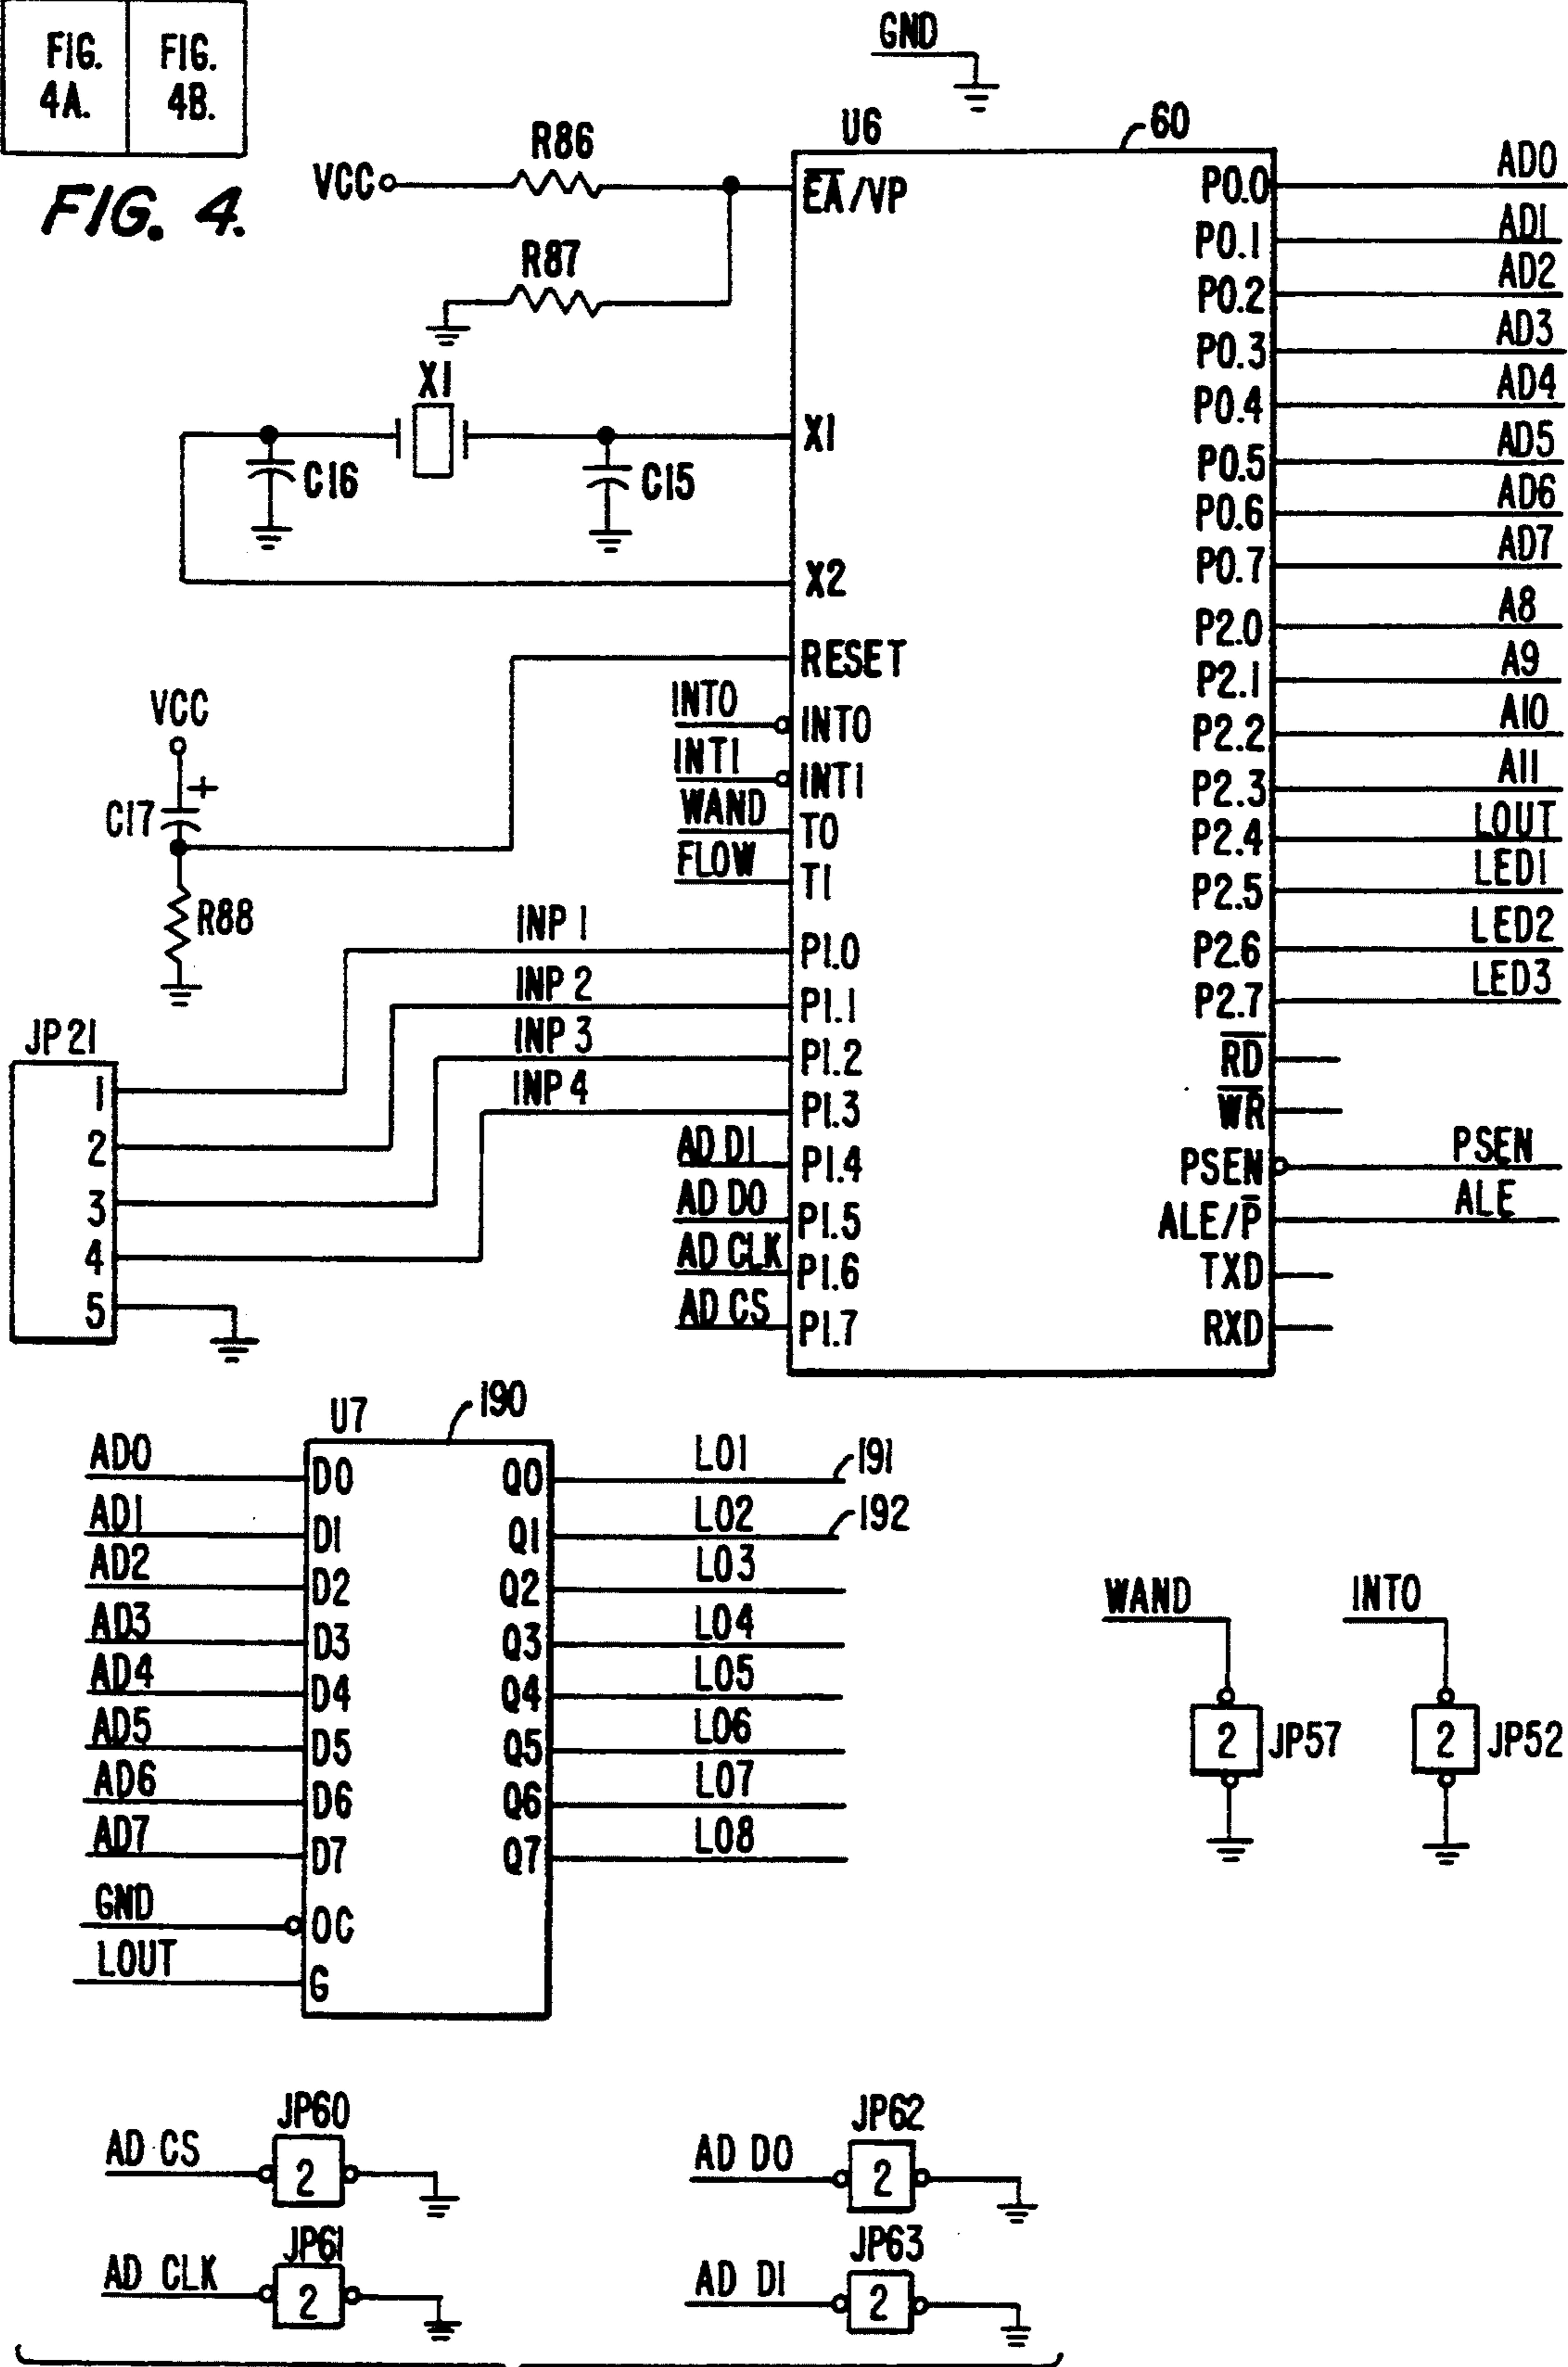 FIG. 4A.
FIG. 4B.
FIG. 4.
GND
U6
60
VCC
R86
R87
X1
C16
C15
VCC
C17
+
R88
EA/VP
X1
X2
RESET
INT0
INT0
INT1
INT1
WAND
T0
FLOW
T1
INP 1
P1.0
INP 2
P1.1
INP 3
P1.2
INP 4
P1.3
AD DI
P1.4
AD DO
P1.5
AD CLK
P1.6
AD CS
P1.7
P0.0
AD0
P0.1
AD1
P0.2
AD2
P0.3
AD3
P0.4
AD4
P0.5
AD5
P0.6
AD6
P0.7
AD7
P2.0
A8
P2.1
A9
P2.2
A10
P2.3
A11
P2.4
LOUT
P2.5
LED1
P2.6
LED2
P2.7
LED3
RD
WR
PSEN
PSEN
ALE/P
ALE
TXD
RXD
JP21
1
2
3
4
5
U7
190
AD0
D0
Q0
LO1
191
AD1
D1
Q1
LO2
192
AD2
D2
Q2
LO3
AD3
D3
Q3
LO4
AD4
D4
Q4
LO5
AD5
D5
Q5
LO6
AD6
D6
Q6
LO7
AD7
D7
Q7
LO8
GND
OC
LOUT
G
WAND
2
JP57
INTO
2
JP52
JP60
AD CS
2
JP61
AD CLK
2
JP62
AD DO
2
JP63
AD DI
2